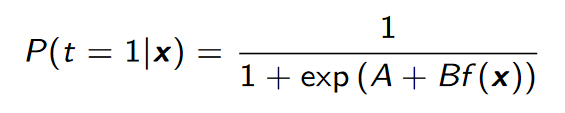 P(t = 1|x) = 1 / (1 + exp (A + Bf(x)))